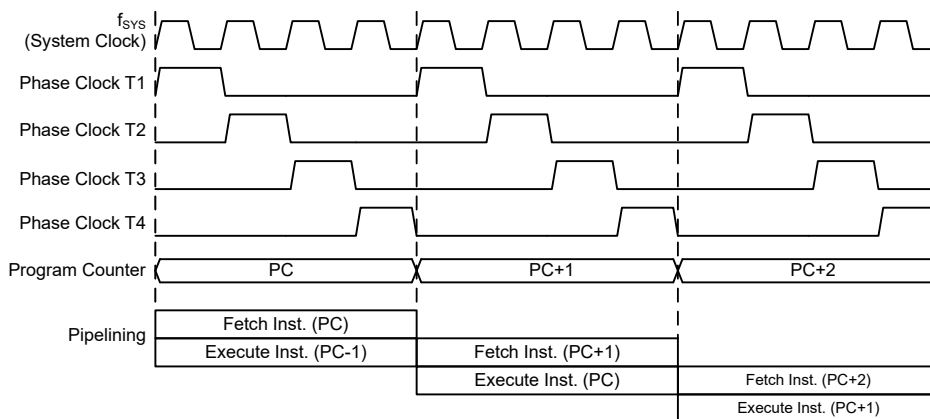 fSYS
(System Clock)
Phase Clock T1
Phase Clock T2
Phase Clock T3
Phase Clock T4
Program Counter
PC
PC+1
PC+2
Pipelining
Fetch Inst. (PC)
Execute Inst. (PC-1)
Fetch Inst. (PC+1)
Execute Inst. (PC)
Fetch Inst. (PC+2)
Execute Inst. (PC+1)